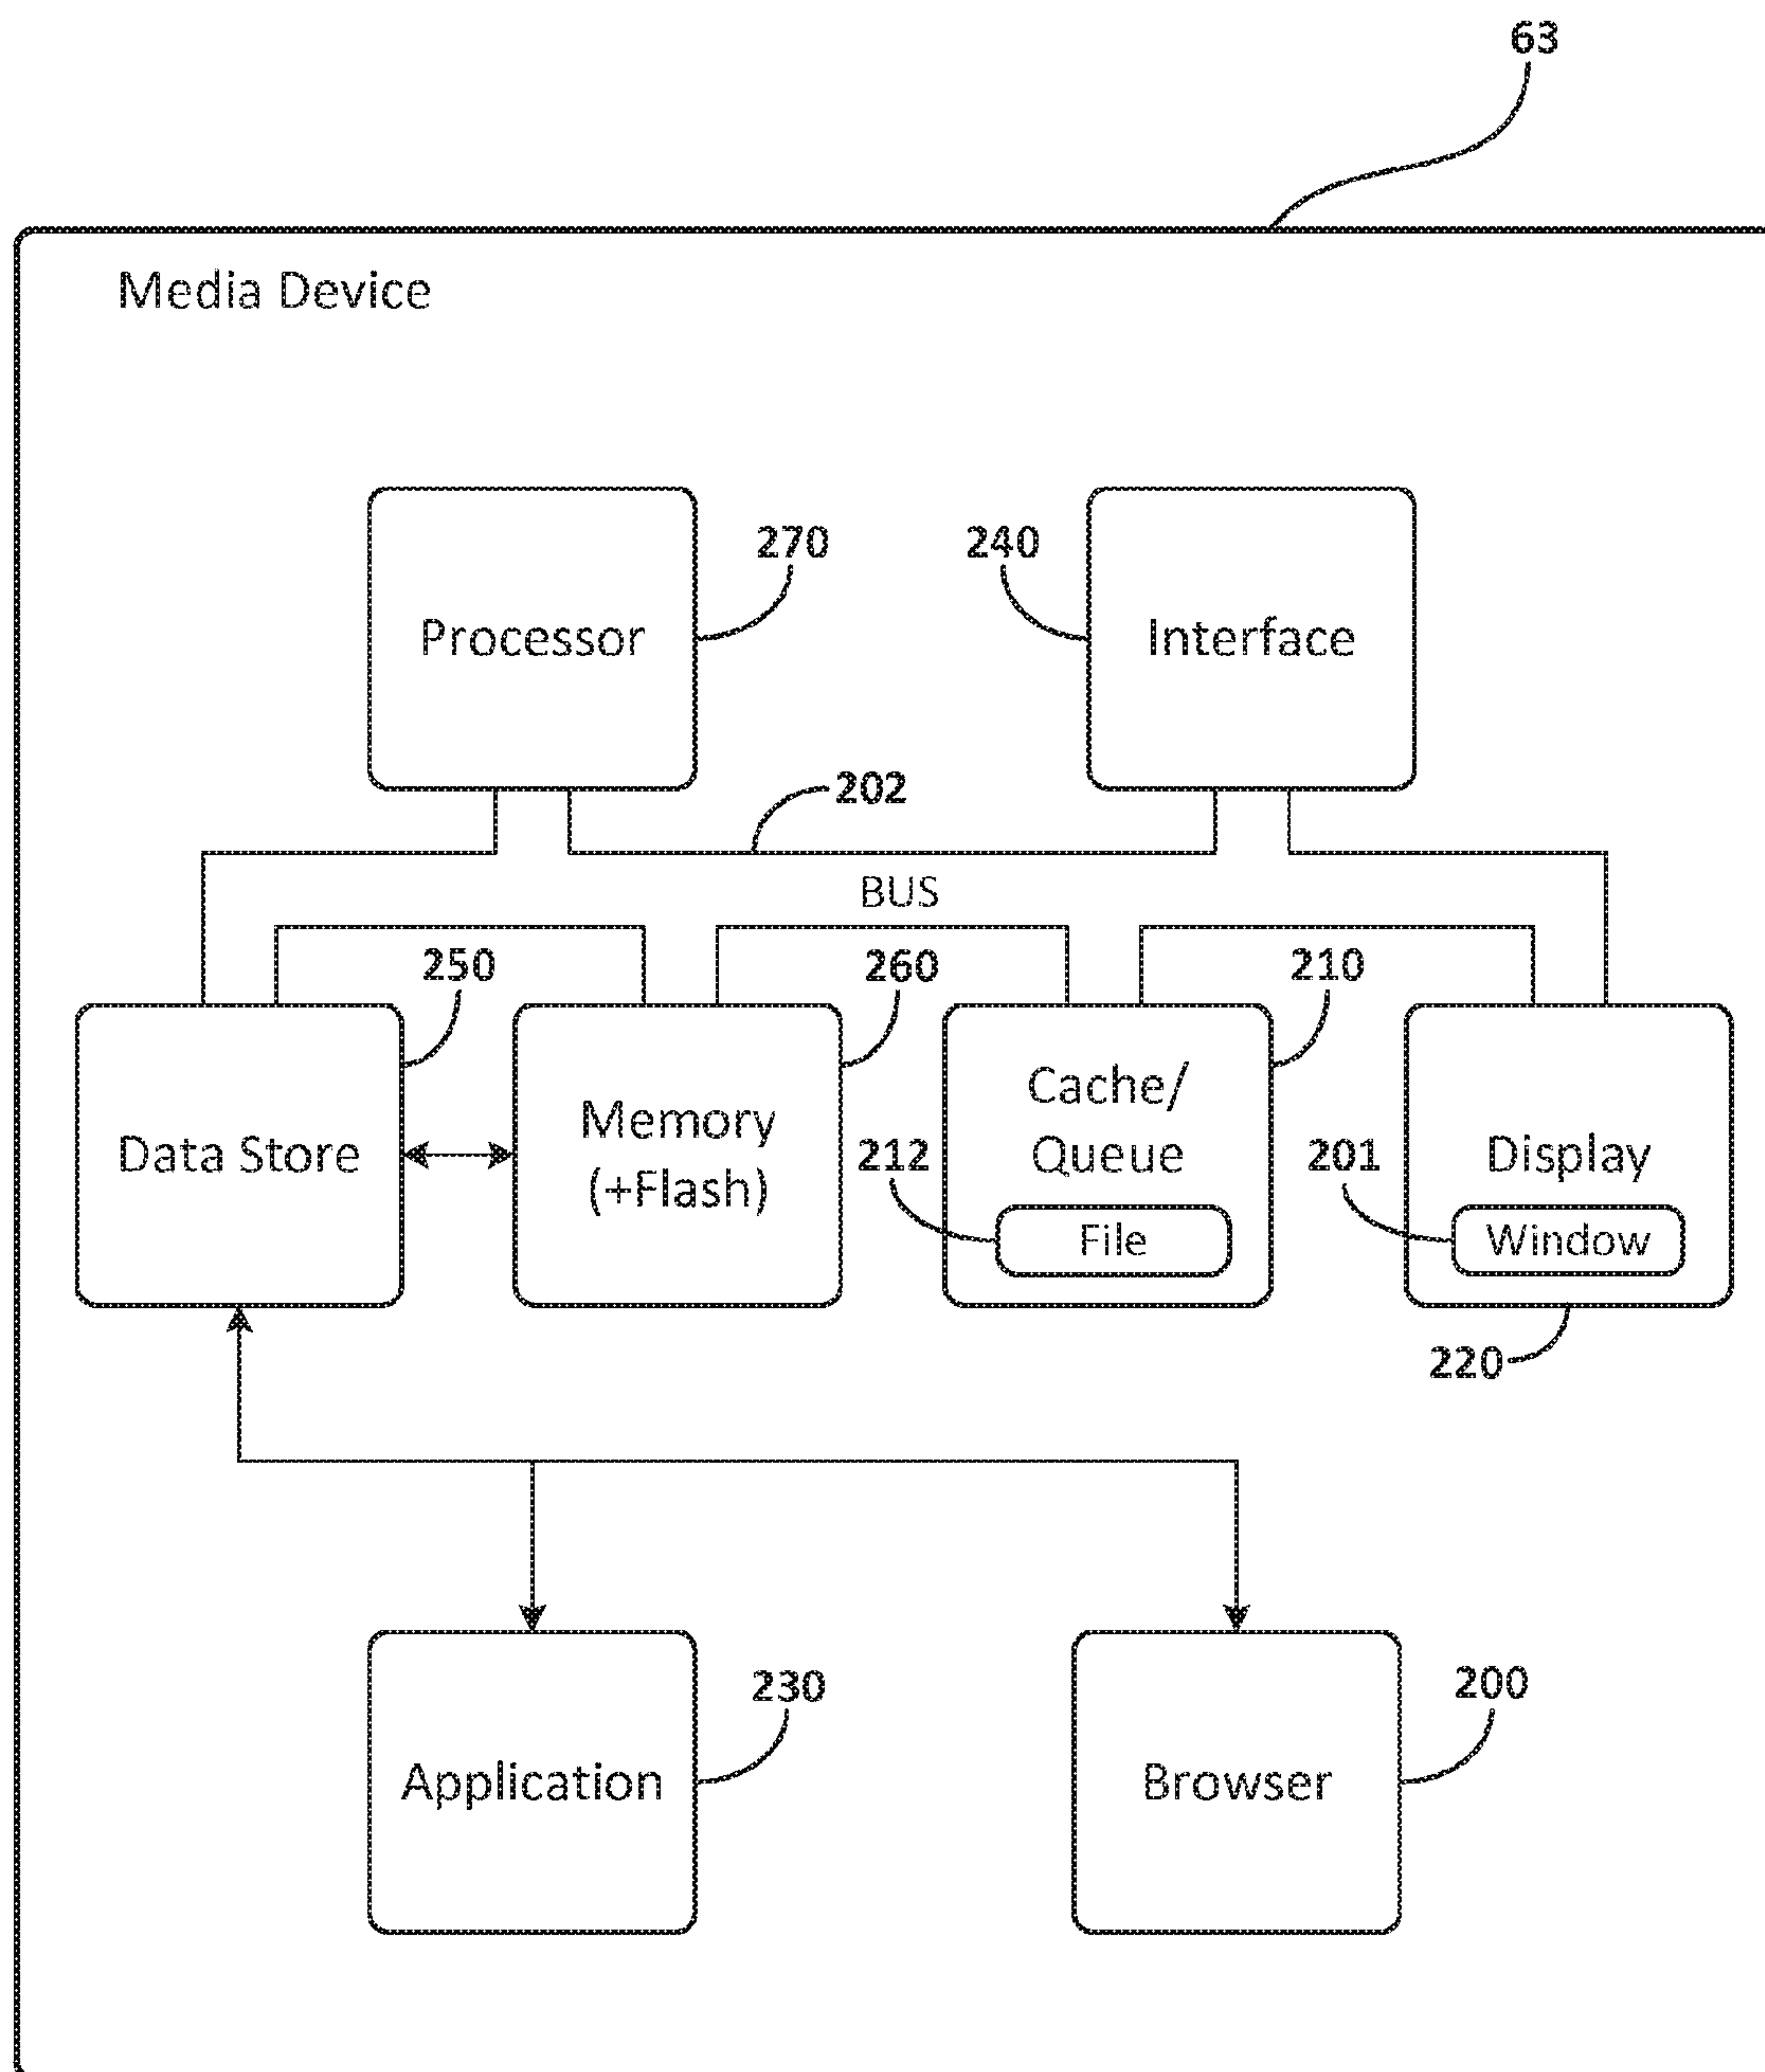 63
Media Device
270
240
Processor
Interface
202
BUS
250
260
210
Data Store
Memory
(+Flash)
Cache/
Queue
212
File
201
Display
Window
220
230
200
Application
Browser